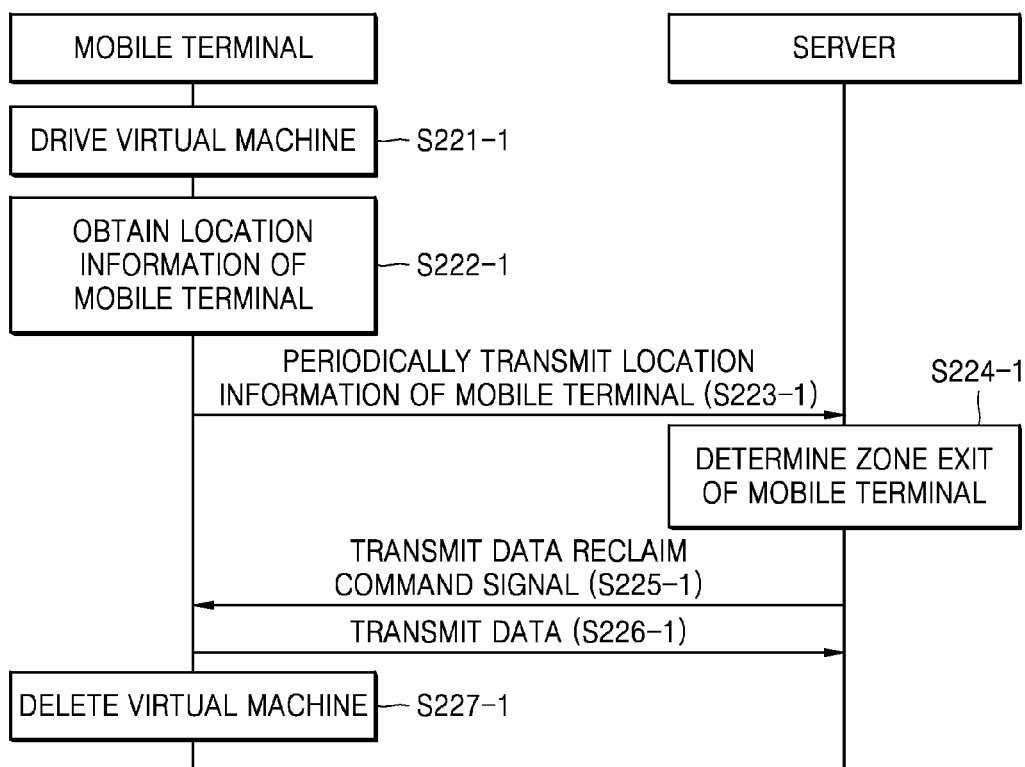 MOBILE TERMINAL
SERVER
DRIVE VIRTUAL MACHINE
S221-1
OBTAIN LOCATION
INFORMATION OF
MOBILE TERMINAL
S222-1
PERIODICALLY TRANSMIT LOCATION
INFORMATION OF MOBILE TERMINAL (S223-1)
S224-1
DETERMINE ZONE EXIT
OF MOBILE TERMINAL
TRANSMIT DATA RECLAIM
COMMAND SIGNAL (S225-1)
TRANSMIT DATA (S226-1)
DELETE VIRTUAL MACHINE
S227-1